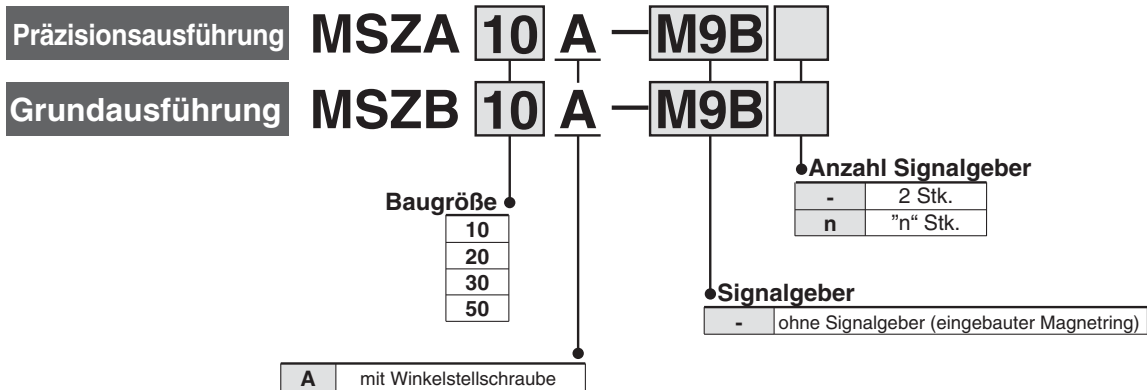 Präzisionsausführung MSZA 10 A — M9B
Grundausführung MSZB 10 A — M9B
Anzahl Signalgeber
- 2 Stk.
n "n“ Stk.
Baugröße
10
20
30
50
Signalgeber
- ohne Signalgeber (eingebauter Magnetring)
A mit Winkelstellschraube